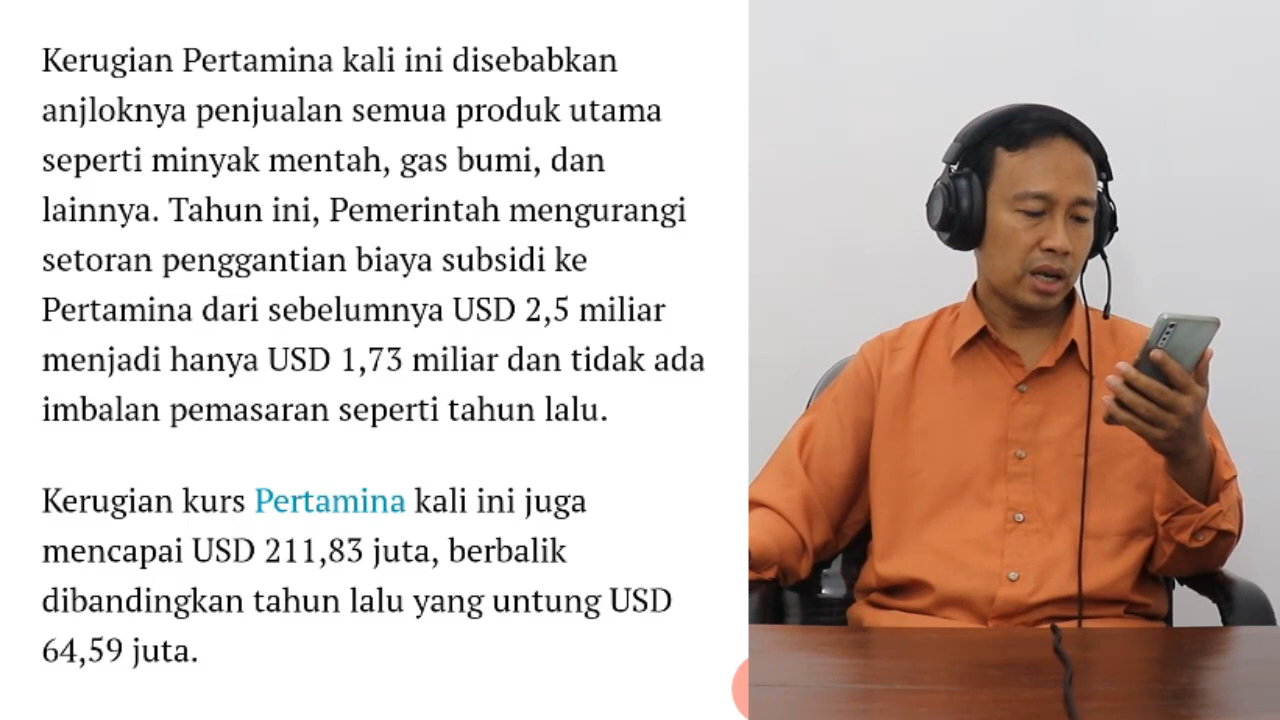 Kerugian Pertamina kali ini disebabkan
anjloknya penjualan semua produk utama
seperti minyak mentah, gas bumi, dan
lainnya. Tahun ini, Pemerintah mengurangi
setoran penggantian biaya subsidi ke
Pertamina dari sebelumnya USD 2,5 miliar
menjadi hanya USD 1,73 miliar dan tidak ada
imbalan pemasaran seperti tahun lalu.
Kerugian kurs Pertamina kali ini juga
mencapai USD 211,83 juta, berbalik
dibandingkan tahun lalu yang untung USD
64,59 juta.